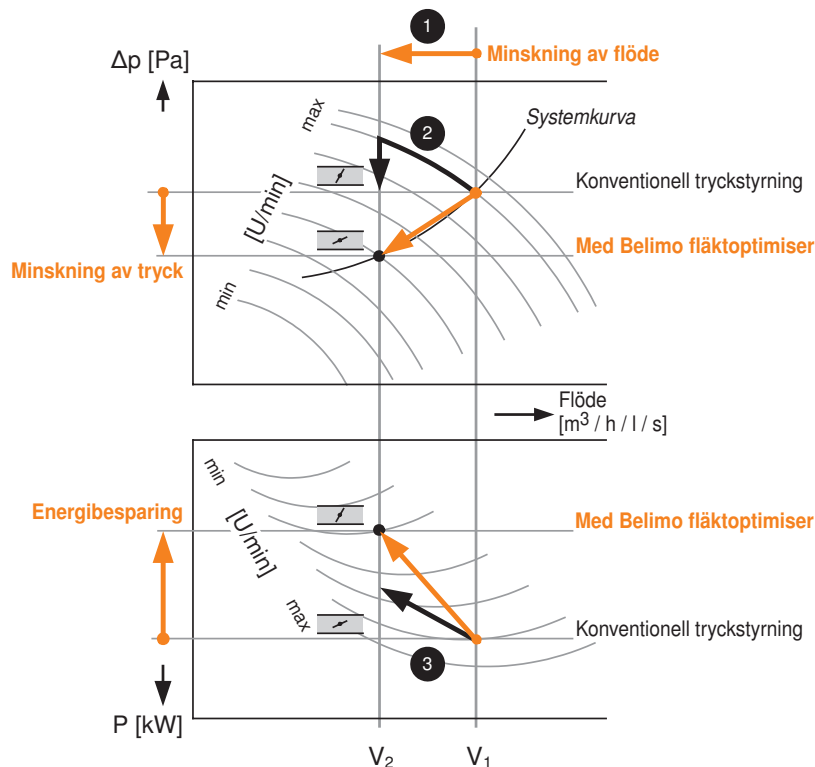 1
Δp [Pa]
Minskning av flöde
max
2
Systemkurva
[U/min]
Konventionell tryckstyrning
Med Belimo fläktoptimiser
Minskning av tryck
min
Flöde
[m³ / h / l / s]
min
Energibesparing
[U/min]
Med Belimo fläktoptimiser
max
Konventionell tryckstyrning
3
P [kW]
V₂
V₁